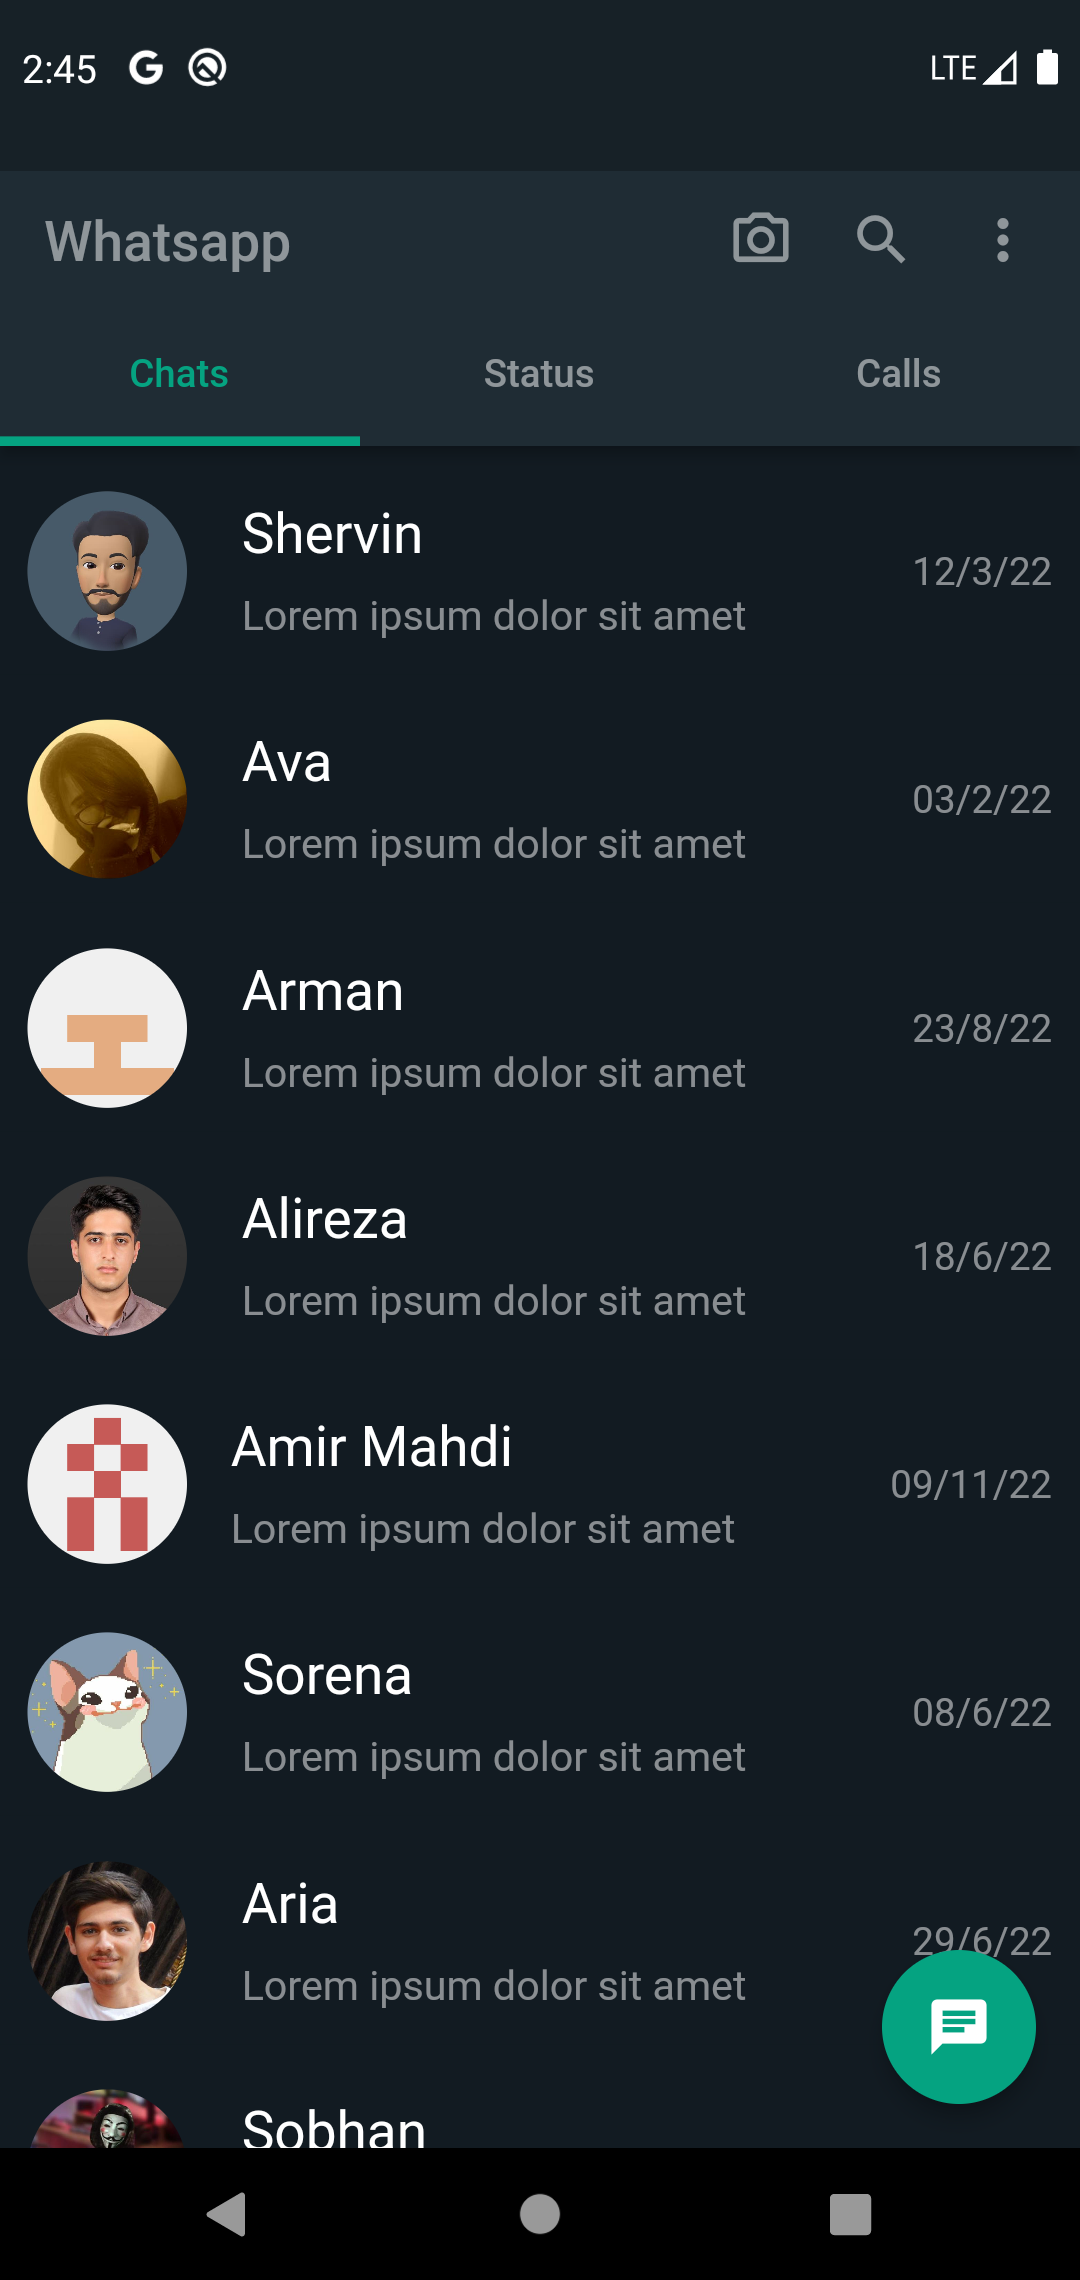 2:45 LTE
Whatsapp
Chats Status Calls
Shervin
12/3/22
Lorem ipsum dolor sit amet
Ava
03/2/22
Lorem ipsum dolor sit amet
Arman
23/8/22
Lorem ipsum dolor sit amet
Alireza
18/6/22
Lorem ipsum dolor sit amet
Amir Mahdi
09/11/22
Lorem ipsum dolor sit amet
Sorena
08/6/22
Lorem ipsum dolor sit amet
Aria
29/6/22
Lorem ipsum dolor sit amet
Sobhan